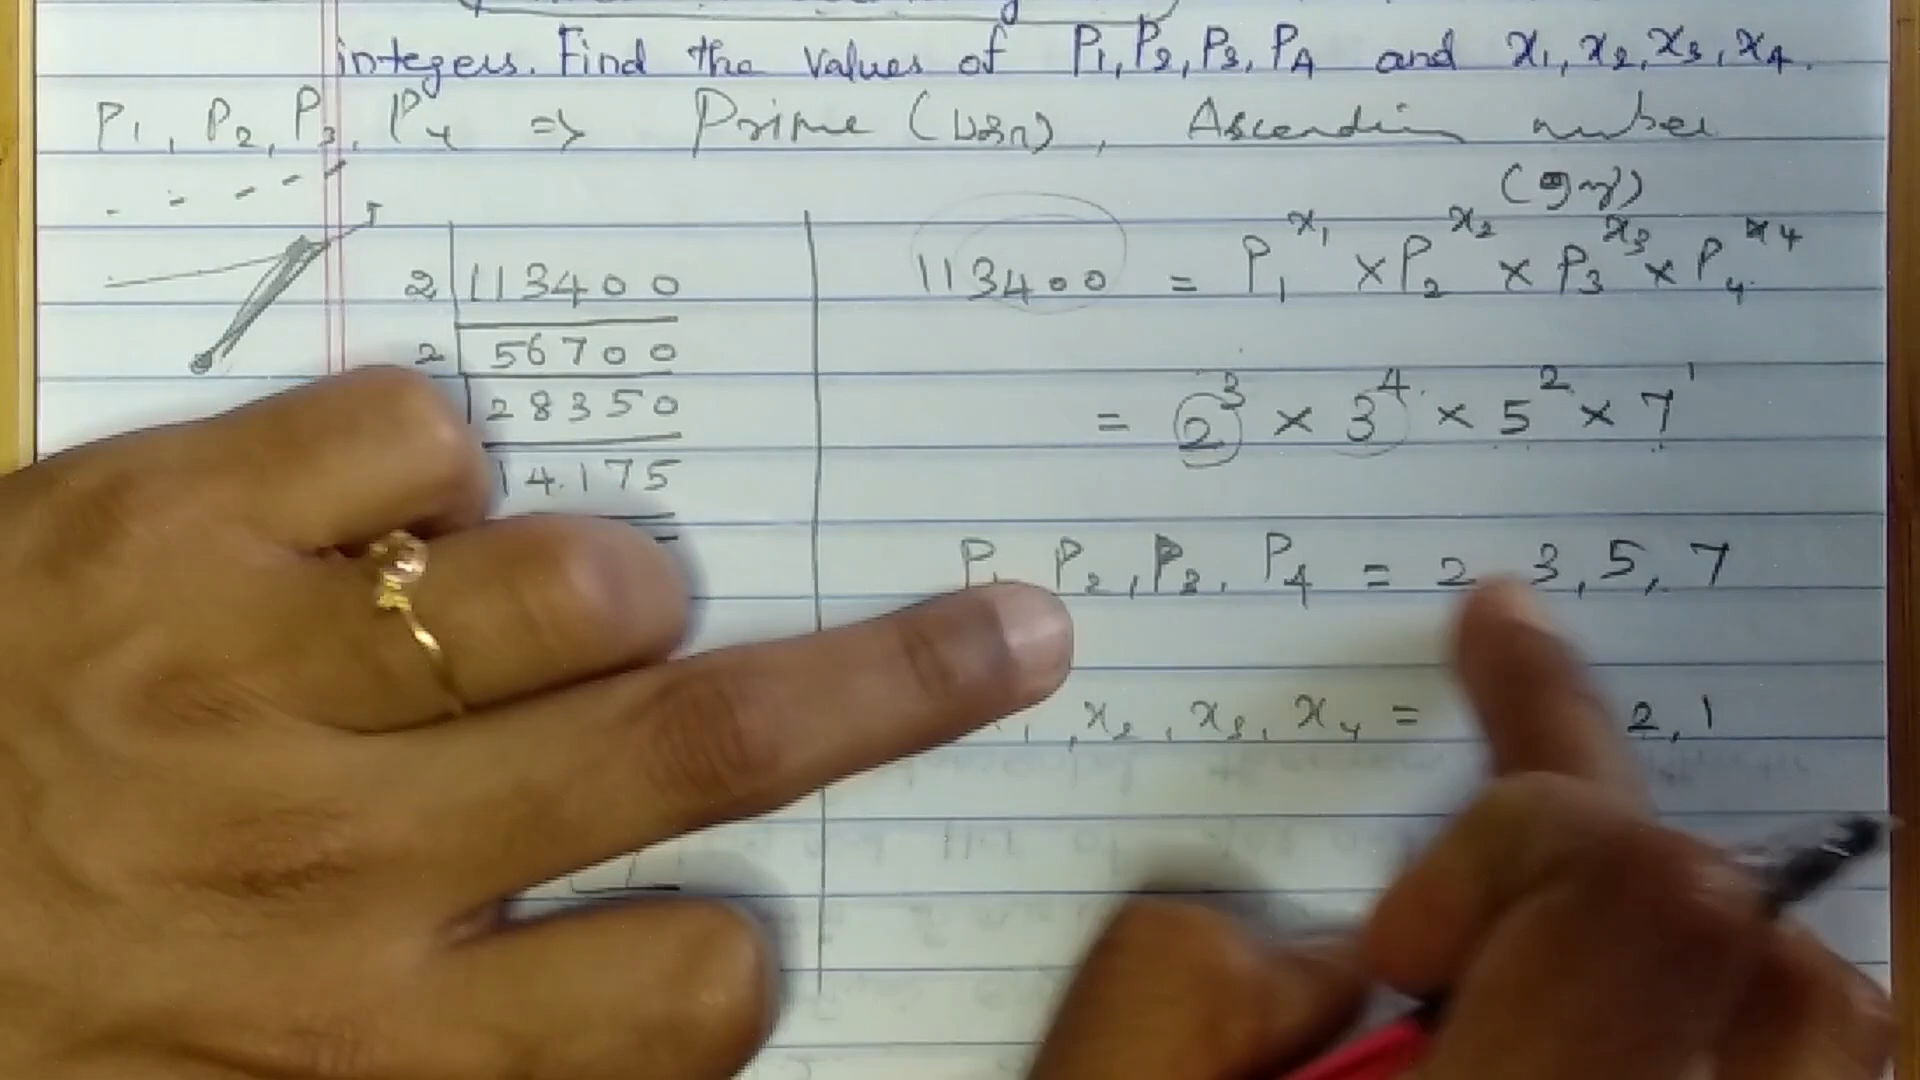 integers. Find the values of P1, P2, P3, P4 and x1, x2, x3, x4.
P1, P2, P3, P4 => Prime ( ), Ascending number
2 | 113400
2 | 56700
28350
14175
113400 = P1^x1 × P2^x2 × P3^x3 × P4^x4
= 2^3 × 3^4 × 5^2 × 7^1
P1 P2, P3, P4 = 2 3, 5, 7
x2, x3, x4 = 2, 1